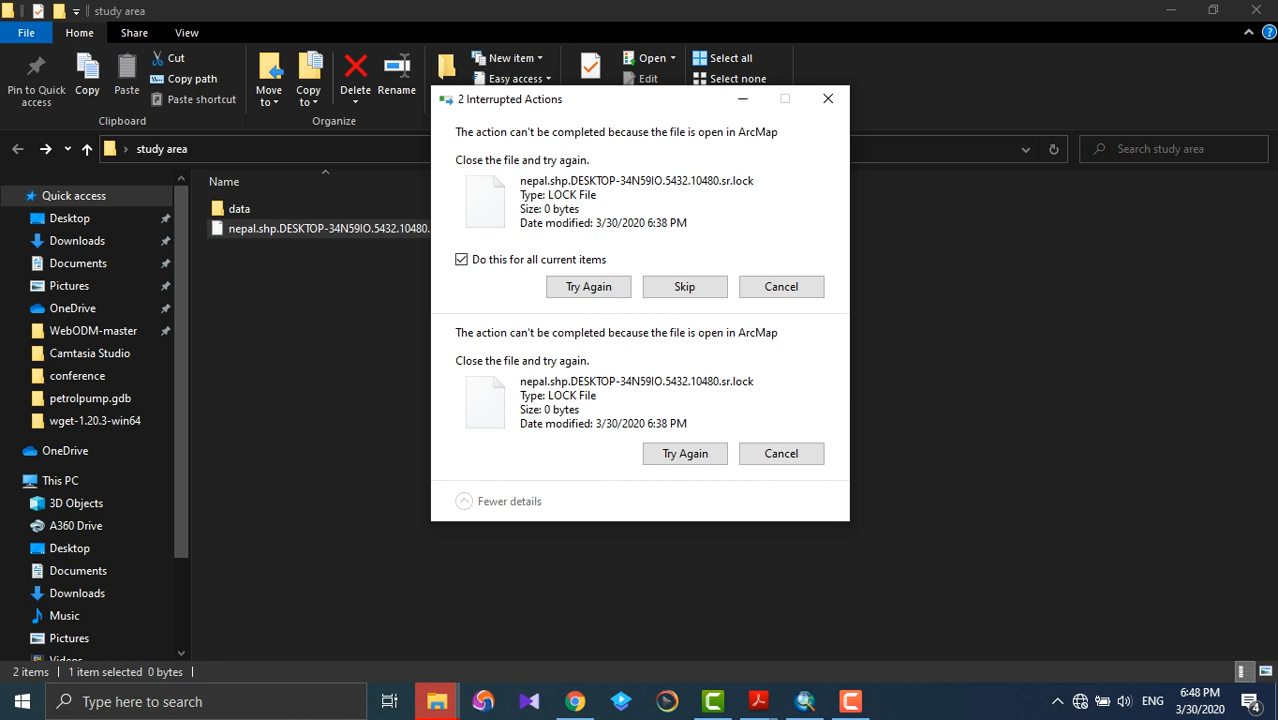 study area
File Home Share View
Pin to Quick access
Copy
Paste
Cut
Copy path
Paste shortcut
Clipboard
Move to
Copy to
Delete
Rename
Organize
New item
Easy access
Open
Edit
Select all
Select none
study area
Search study area
Quick access
Desktop
Downloads
Documents
Pictures
OneDrive
WebODM-master
Camtasia Studio
conference
petrolpump.gdb
wget-1.20.3-win64
OneDrive
This PC
3D Objects
A360 Drive
Desktop
Documents
Downloads
Music
Pictures
Videos
Name
data
nepal.shp.DESKTOP-34N59IO.5432.10480.
2 Interrupted Actions
The action can't be completed because the file is open in ArcMap
Close the file and try again.
nepal.shp.DESKTOP-34N59IO.5432.10480.sr.lock
Type: LOCK File
Size: 0 bytes
Date modified: 3/30/2020 6:38 PM
Do this for all current items
Try Again Skip Cancel
The action can't be completed because the file is open in ArcMap
Close the file and try again.
nepal.shp.DESKTOP-34N59IO.5432.10480.sr.lock
Type: LOCK File
Size: 0 bytes
Date modified: 3/30/2020 6:38 PM
Try Again Cancel
Fewer details
2 items 1 item selected 0 bytes
Type here to search
ENG
6:48 PM
3/30/2020
4